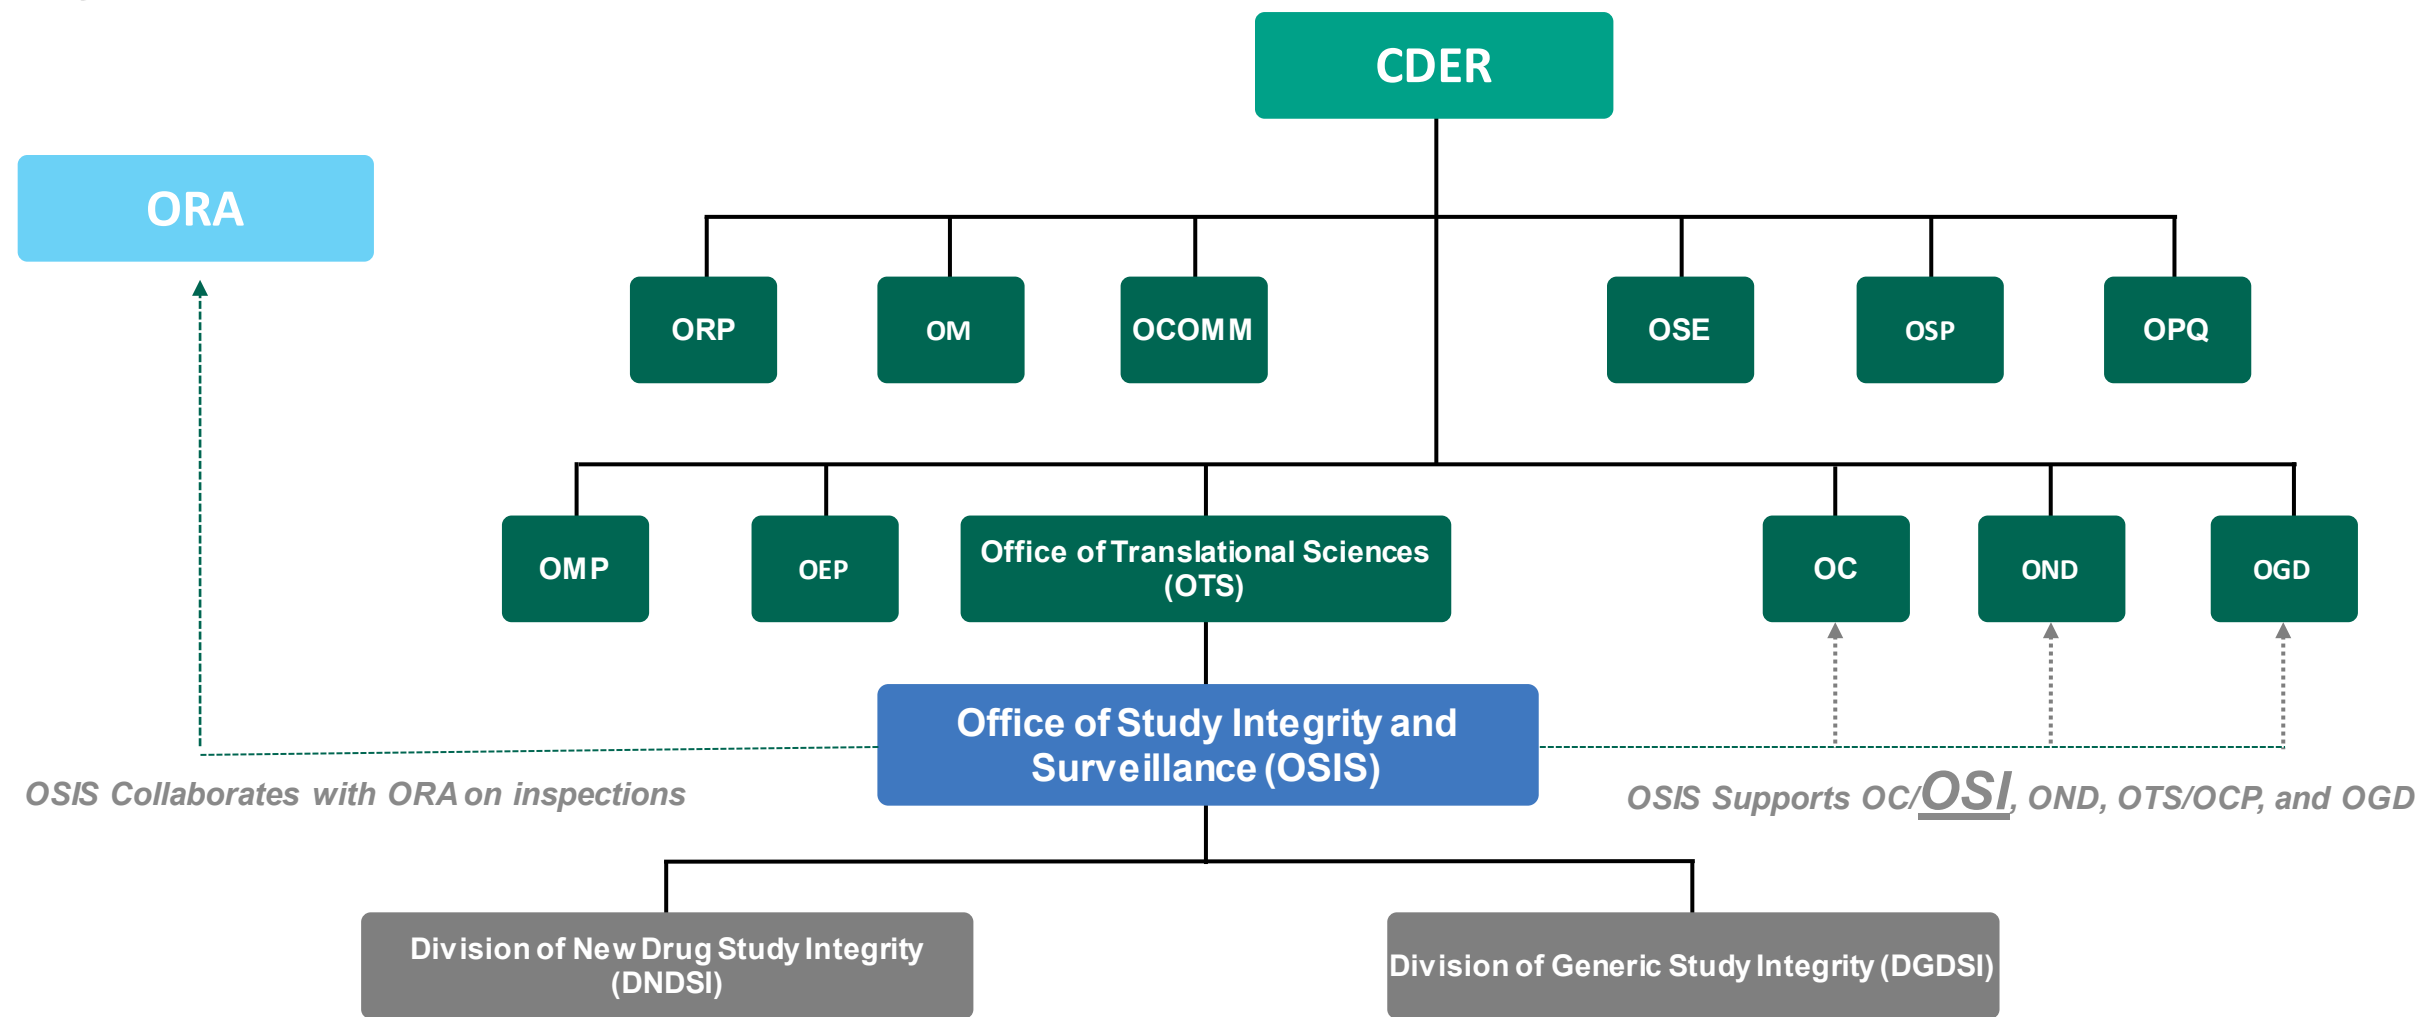 CDER
ORA
ORP
OM
OCOMM
OSE
OSP
OPQ
OMP
OEP
Office of Translational Sciences
(OTS)
OC
OND
OGD
Office of Study Integrity and
Surveillance (OSIS)
OSIS Collaborates with ORA on inspections
OSIS Supports OC/OSI, OND, OTS/OCP, and OGD
Division of New Drug Study Integrity
(DNDSI)
Division of Generic Study Integrity (DGDSI)